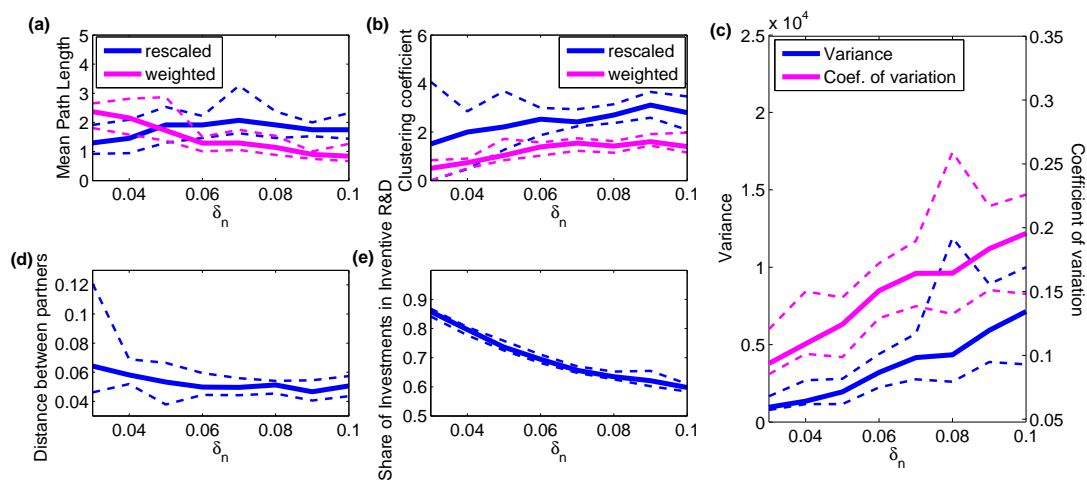 (a)
Mean Path Length
5
4
3
2
1
0
rescaled
weighted
0.04 0.06 0.08 0.1
δn
(b)
Clustering coefficient
6
4
2
0
rescaled
weighted
0.04 0.06 0.08 0.1
δn
(c)
x 10^4
Variance
2.5
2
1.5
1
0.5
0
Variance
Coef. of variation
0.35
0.3
0.25
0.2
0.15
0.1
0.05
Coefficient of variation
0.04 0.06 0.08 0.1
δn
(d)
Distance between partners
0.12
0.1
0.08
0.06
0.04
0.04 0.06 0.08 0.1
δn
(e)
Share of Investments in Inventive R&D
0.9
0.8
0.7
0.6
0.5
0.04 0.06 0.08 0.1
δn